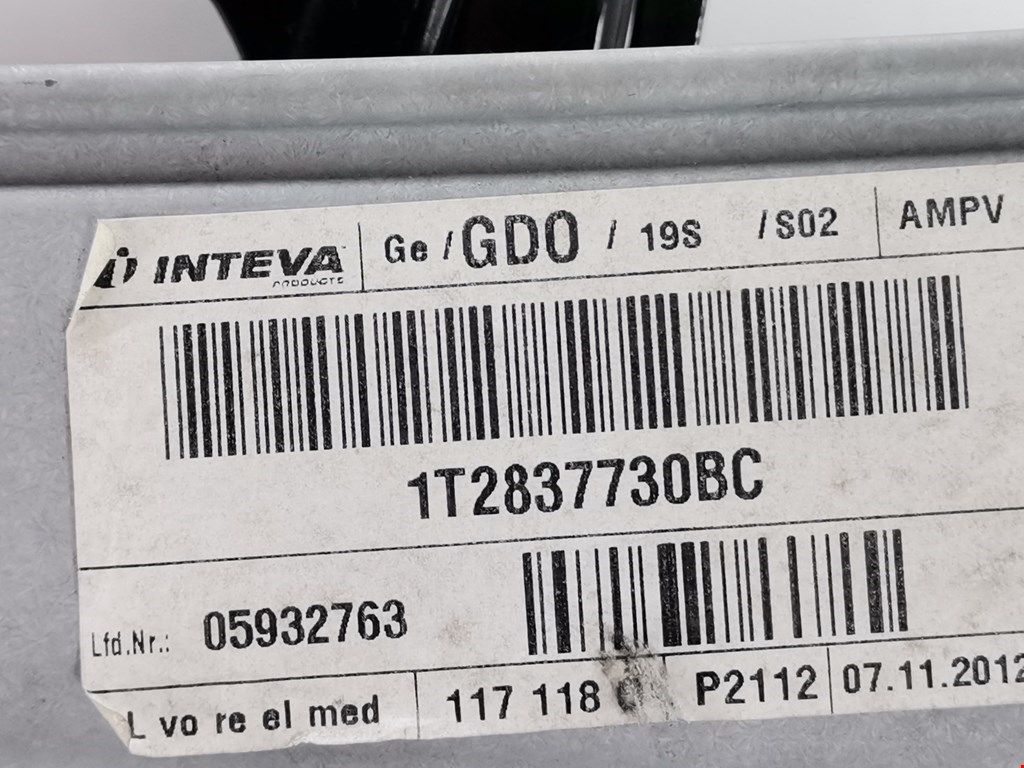 INTEVA PRODUCTS Ge / GDO / 19S / S02 AMPV
1T2837730BC
Lfd.Nr.: 05932763
L vo re el med 117 118 P2112 07.11.2012